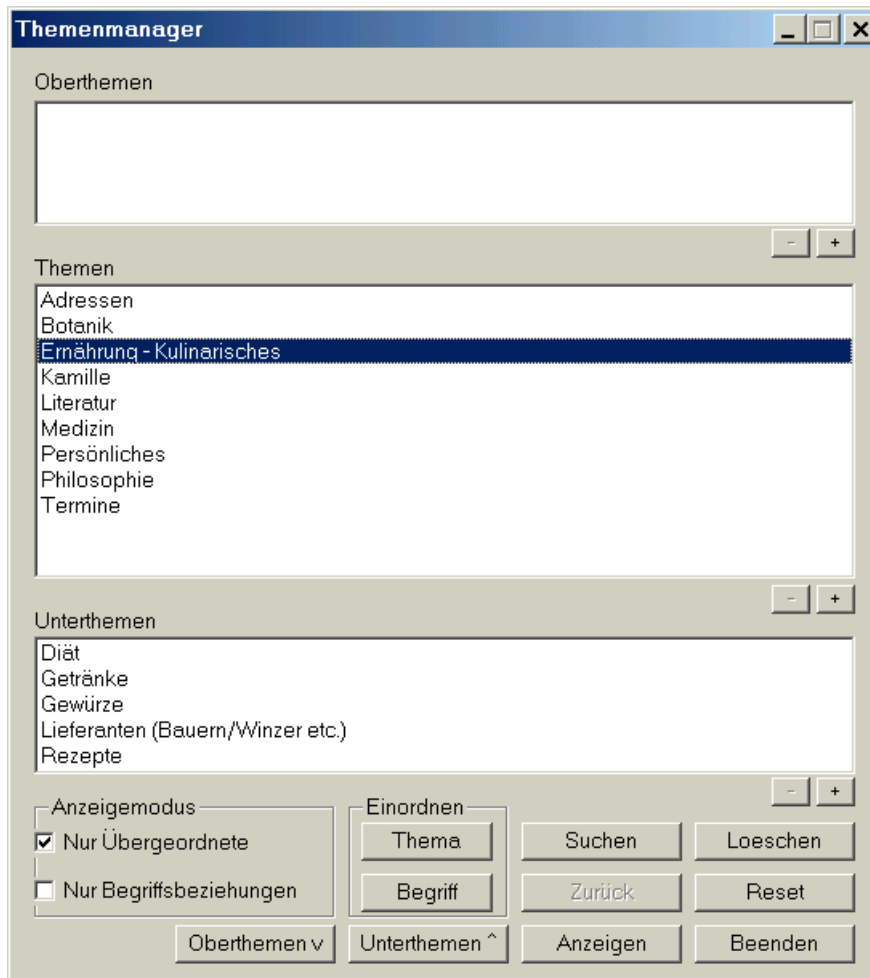 Themenmanager
Oberthemen
- +
Themen
Adressen
Botanik
Ernährung - Kulinarisches
Kamille
Literatur
Medizin
Persönliches
Philosophie
Termine
- +
Unterthemen
Diät
Getränke
Gewürze
Lieferanten (Bauern/Winzer etc.)
Rezepte
- +
Anzeigemodus Einordnen
Nur Übergeordnete Thema Suchen Loeschen
Nur Begriffsbeziehungen Begriff Zurück Reset
Oberthemen v Unterthemen ^ Anzeigen Beenden